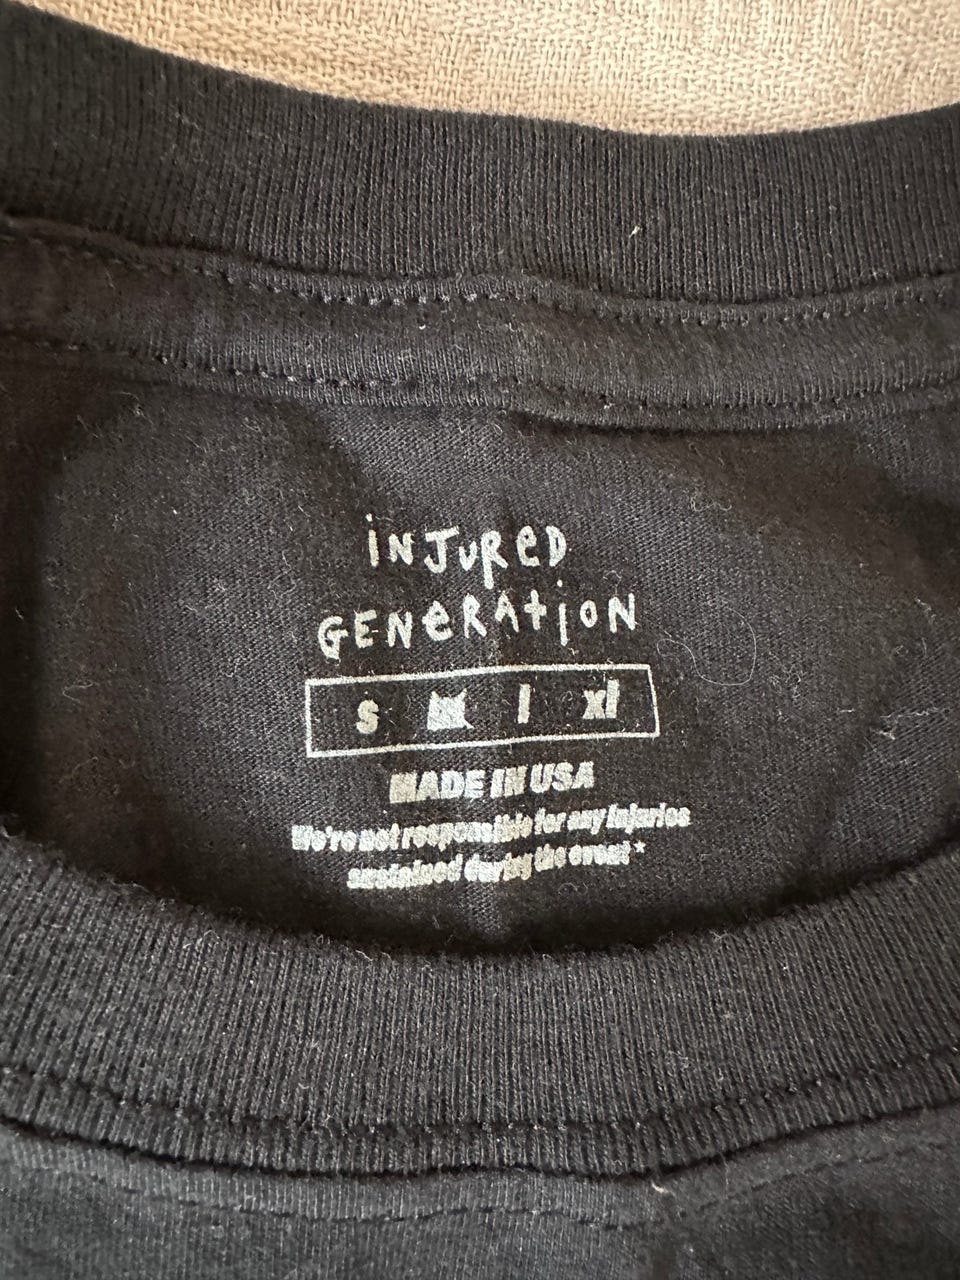 iNJUReD
GENeRAtiON
s l xl
MADE IN USA
We're not responsible for any injuries
sustained during the event*